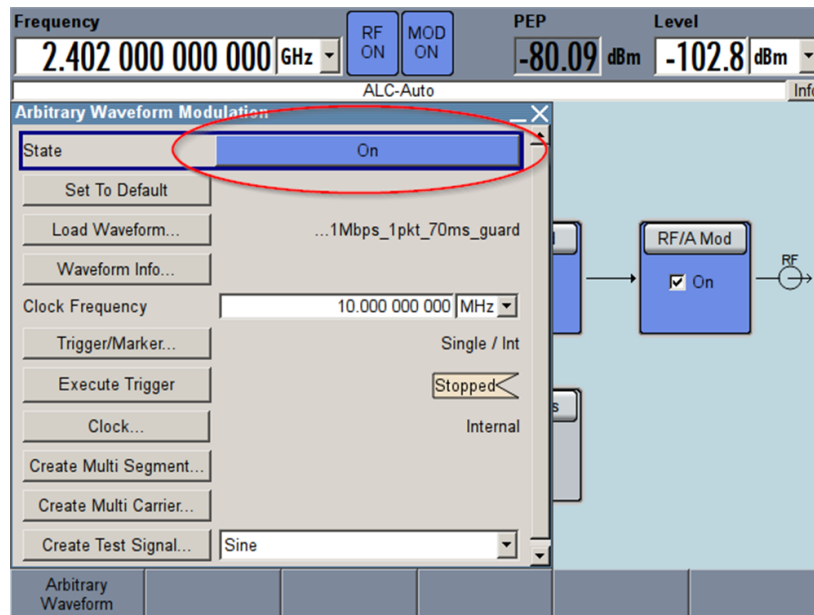 Frequency
2.402 000 000 000 GHz
RF
ON
MOD
ON
PEP
-80.09 dBm
Level
-102.8 dBm
ALC-Auto
Info
Arbitrary Waveform Modulation
State On
Set To Default
Load Waveform... ...1Mbps_1pkt_70ms_guard
Waveform Info...
Clock Frequency 10.000 000 000 MHz
Trigger/Marker... Single / Int
Execute Trigger Stopped
Clock... Internal
Create Multi Segment...
Create Multi Carrier...
Create Test Signal... Sine
RF/A Mod
On
RF
s
Arbitrary
Waveform